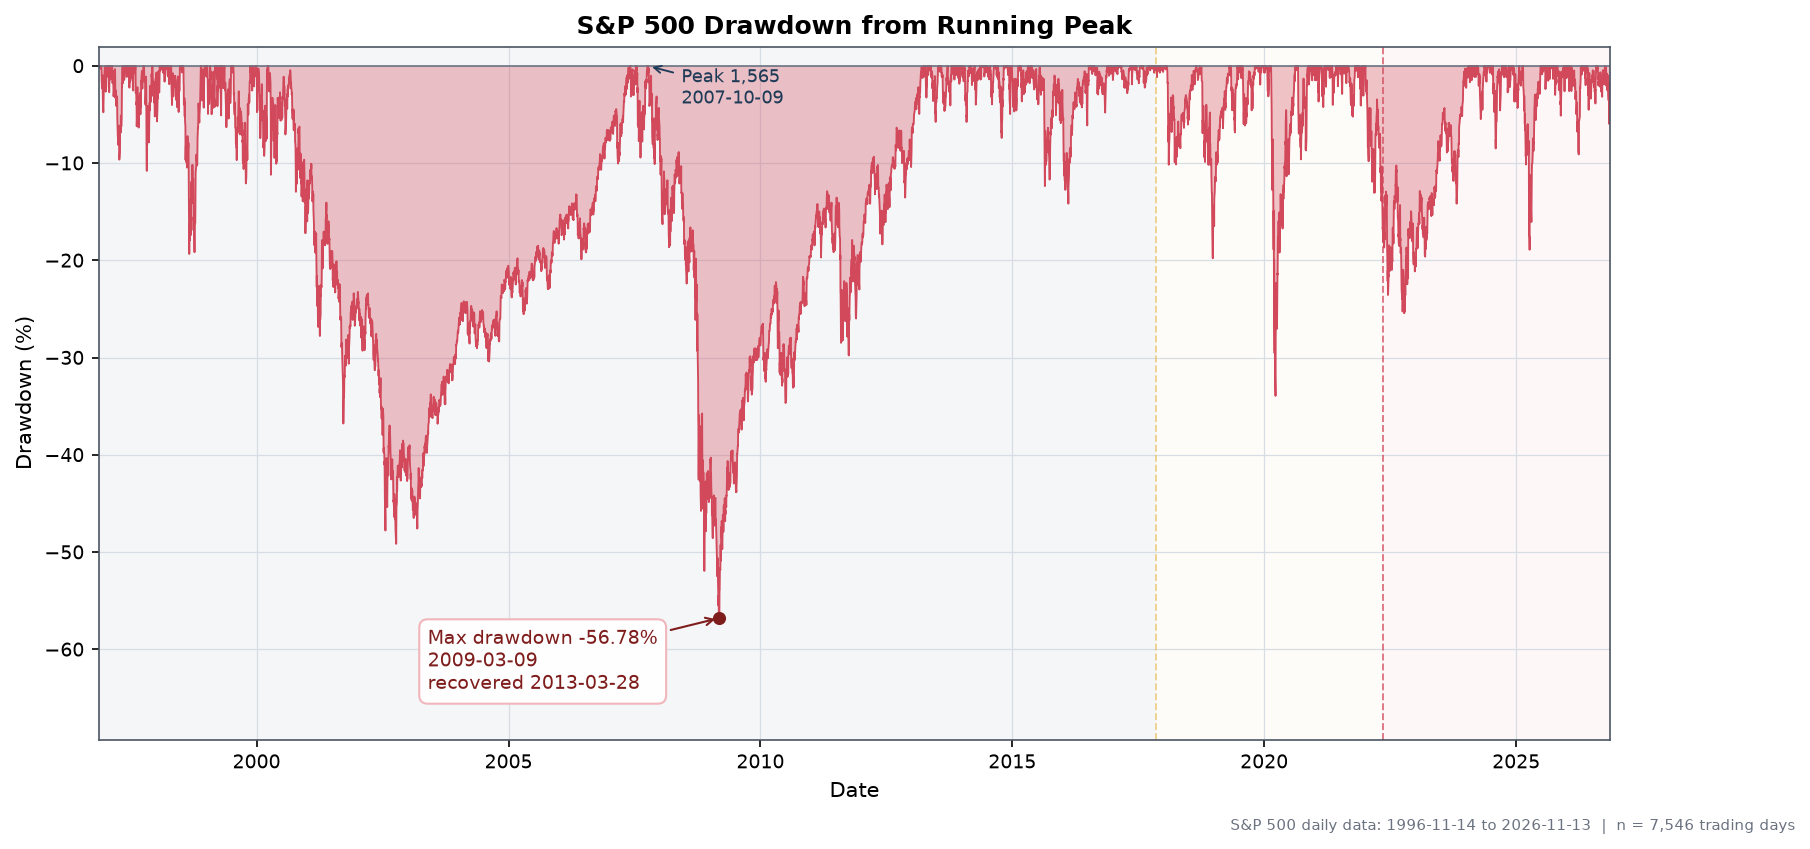 S&P 500 Drawdown from Running Peak
Drawdown (%)
0
−10
−20
−30
−40
−50
−60
Peak 1,565
2007-10-09
Max drawdown -56.78%
2009-03-09
recovered 2013-03-28
2000
2005
2010
2015
2020
2025
Date
S&P 500 daily data: 1996-11-14 to 2026-11-13 | n = 7,546 trading days